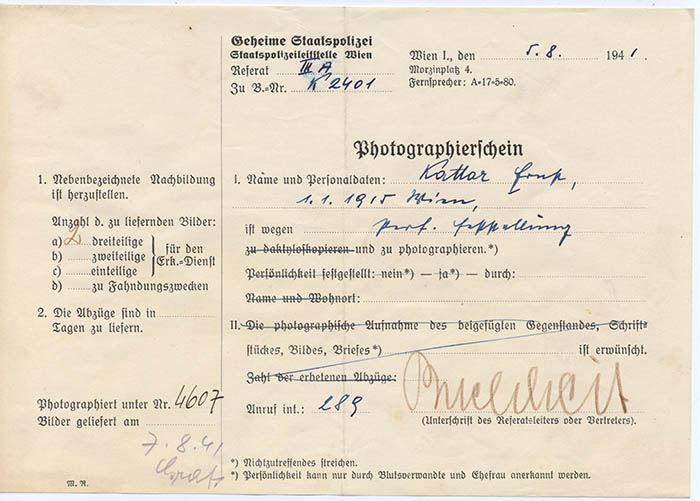 Geheime Staatspolizei
Staatspolizeileitstelle Wien
Referat III A
Zu B.=Nr. K 2401
Wien I., den 5. 8. 1941.
Morzinplatz 4.
Fernsprecher: A=17=5=80.
Photographierschein
1. Nebenbezeichnete Nachbildung
ist herzustellen.
Anzahl d. zu liefernden Bilder:
a) 2 dreiteilige
b) zweiteilige
c) einteilige
d) zu Fahndungszwecken
für den
Erk.=Dienst
2. Die Abzüge sind in
Tagen zu liefern.
Photographiert unter Nr. 4607
Bilder geliefert am
7. 8. 41
M. R.
I. Name und Personaldaten: Kattar Ernst,
1. 1. 1915 Wien,
ist wegen Pers. Feststellung
zu daktyloskopieren und zu photographieren.*)
Persönlichkeit festgestellt: nein*) — ja*) — durch:
Name und Wohnort:
II. Die photographische Aufnahme des beigefügten Gegenstandes, Schrift=
stückes, Bildes, Briefes*) ist erwünscht.
Zahl der erbetenen Abzüge:
Anruf int.: 289
(Unterschrift des Referatsleiters oder Vertreters).
*) Nichtzutreffendes streichen.
*) Persönlichkeit kann nur durch Blutsverwandte und Ehefrau anerkannt werden.